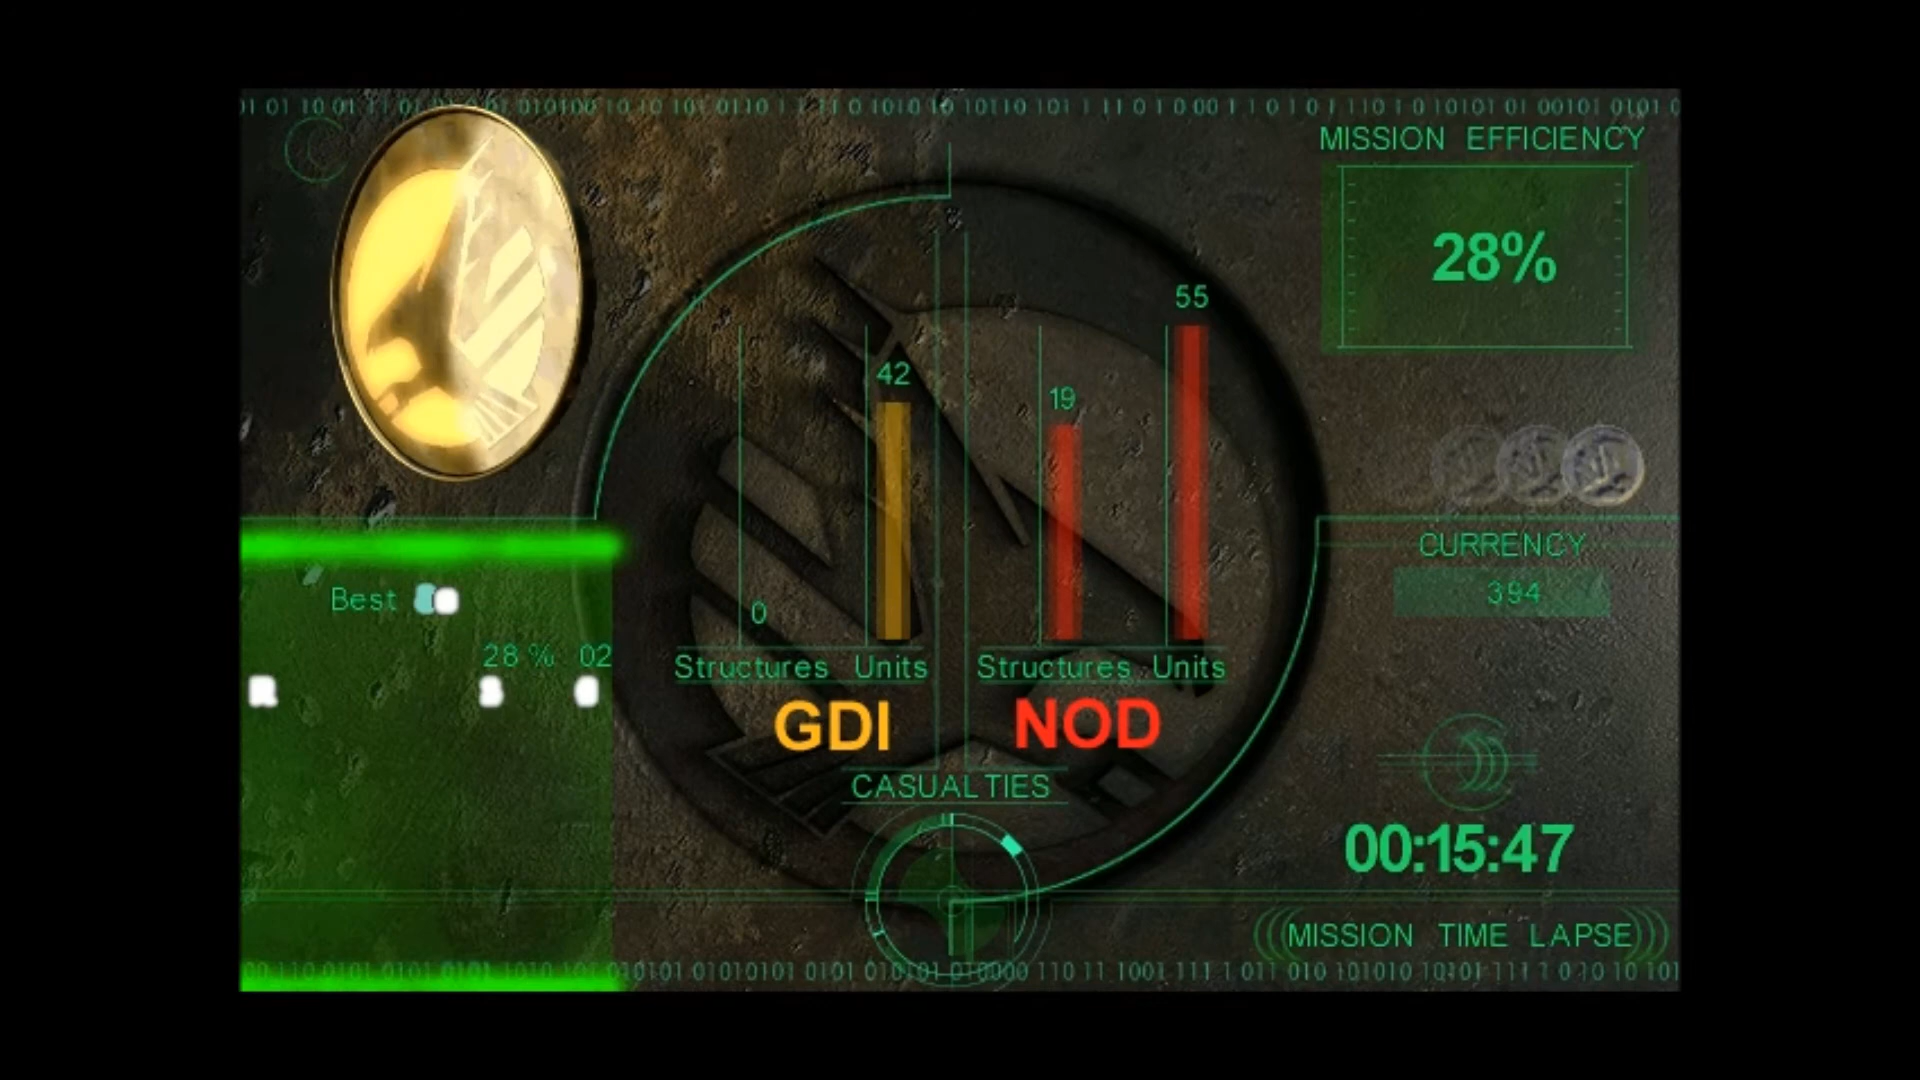 MISSION EFFICIENCY
28%
55
42
19
0
Structures Units
Structures Units
GDI
NOD
CASUALTIES
Best
28 % 02
CURRENCY
394
00:15:47
MISSION TIME LAPSE